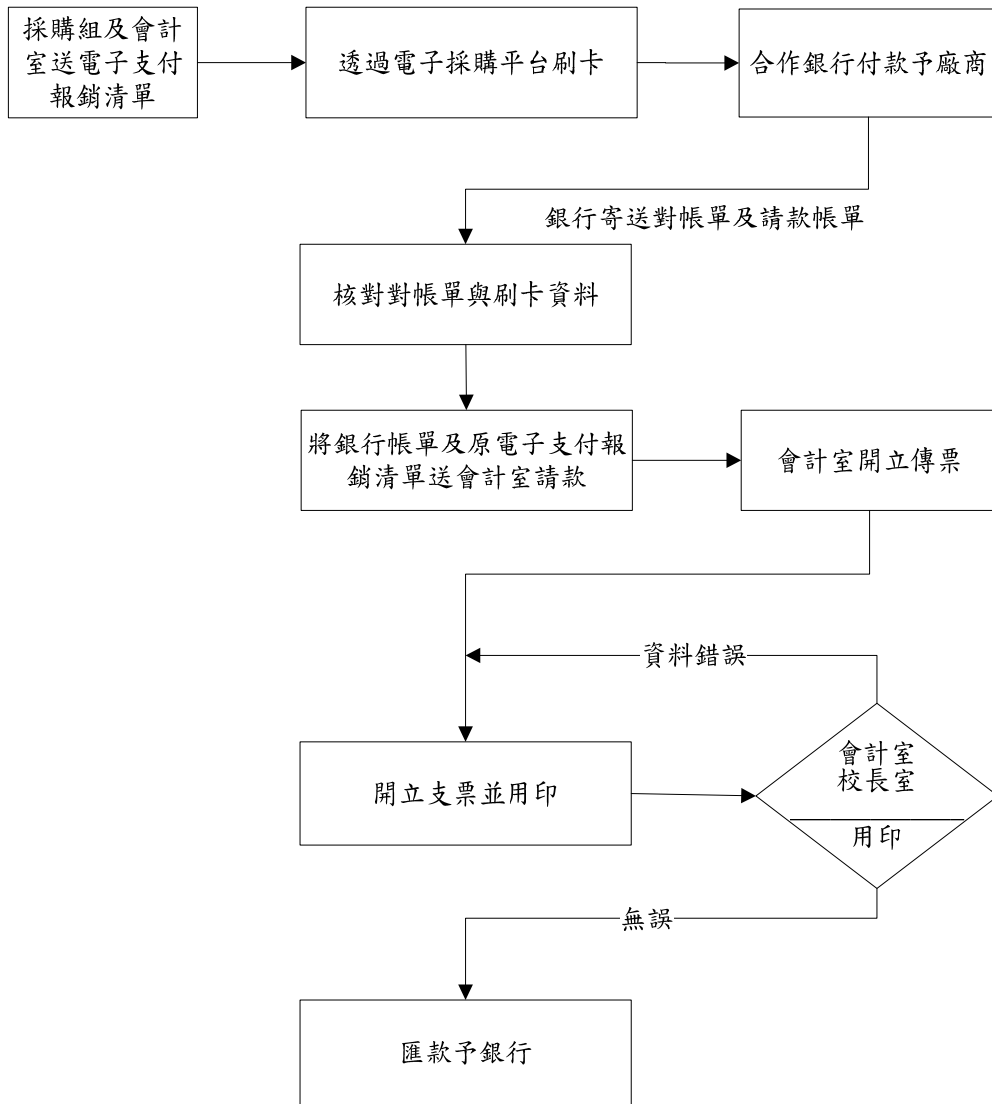 採購組及會計
室送電子支付
報銷清單
透過電子採購平台刷卡
合作銀行付款予廠商
銀行寄送對帳單及請款帳單
核對對帳單與刷卡資料
將銀行帳單及原電子支付報
銷清單送會計室請款
會計室開立傳票
資料錯誤
開立支票並用印
會計室
校長室
用印
無誤
匯款予銀行